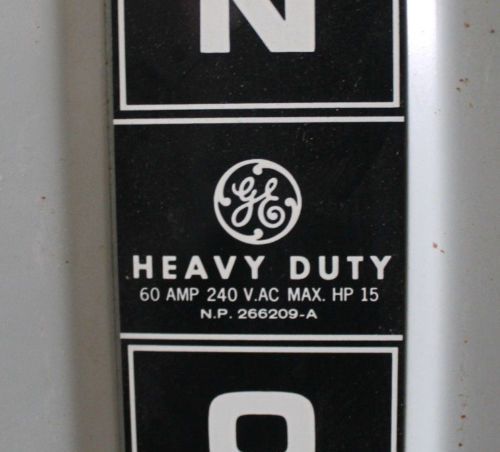 N
GE
HEAVY DUTY
60 AMP 240 V.AC MAX. HP 15
N.P. 266209-A
O